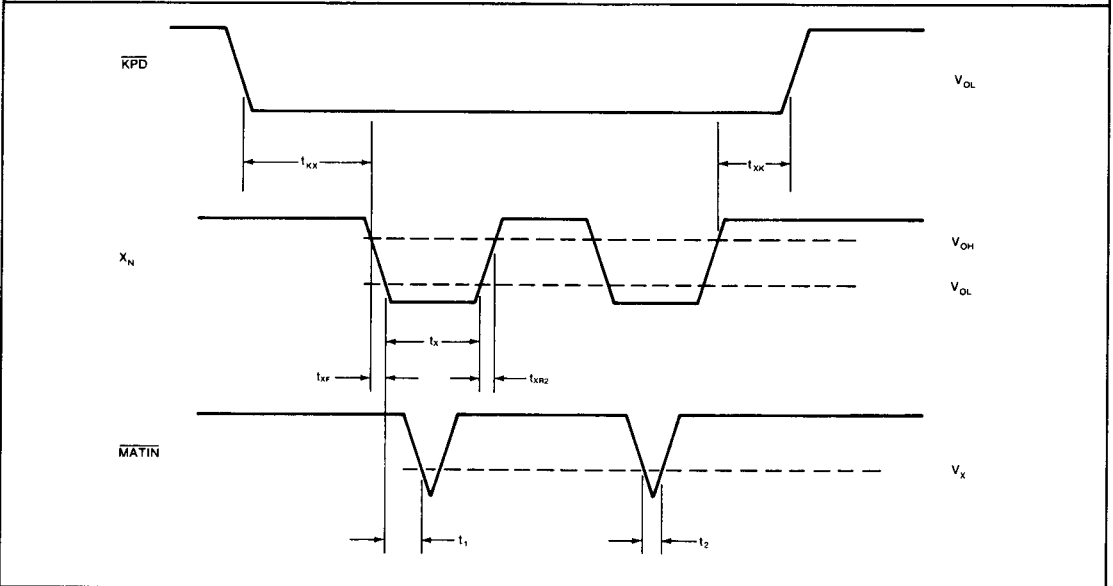 KPD
V_OL
t_KX
t_XK
X_N
V_OH
V_OL
t_X
t_XF
t_XR2
MATIN
V_X
t_1
t_2